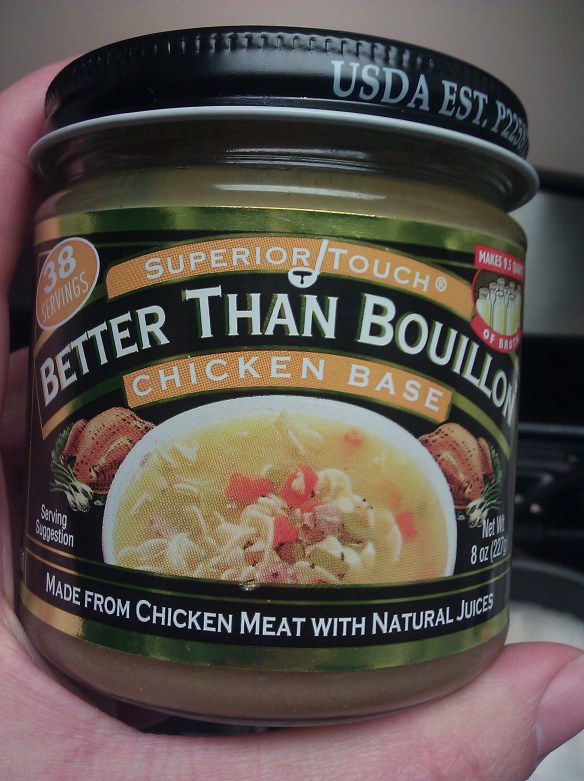 USDA EST.
38
SERVINGS
SUPERIOR TOUCH®
MAKES 9.5
OF BROTH
BETTER THAN BOUILLON
CHICKEN BASE
Serving
Suggestion
Net Wt.
8 oz (227g
MADE FROM CHICKEN MEAT WITH NATURAL JUICES